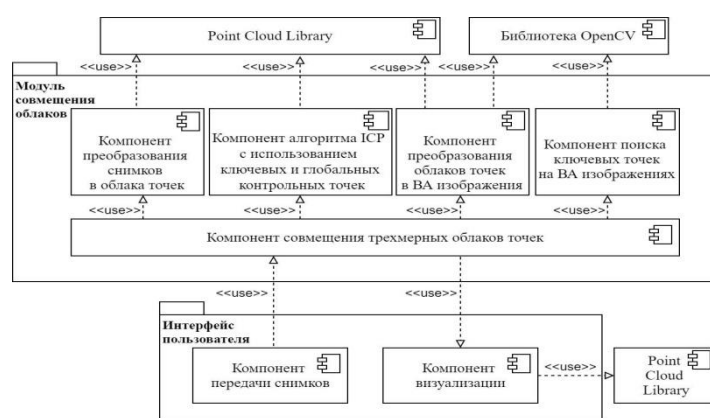 Point Cloud Library
Библиотека OpenCV
<<use>>
<<use>>
<<use>>
<<use>>
<<use>>
Модуль
совмещения
облаков
Компонент
преобразования
снимков
в облака точек
Компонент алгоритма ICP
с использованием
ключевых и глобальных
контрольных точек
Компонент
преобразования
облаков точек
в ВА изображения
Компонент поиска
ключевых точек
на ВА изображениях
<<use>>
<<use>>
<<use>>
<<use>>
Компонент совмещения трехмерных облаков точек
<<use>>
<<use>>
Интерфейс
пользователя
Компонент
передачи снимков
Компонент
визуализации
<<use>>
Point
Cloud
Library